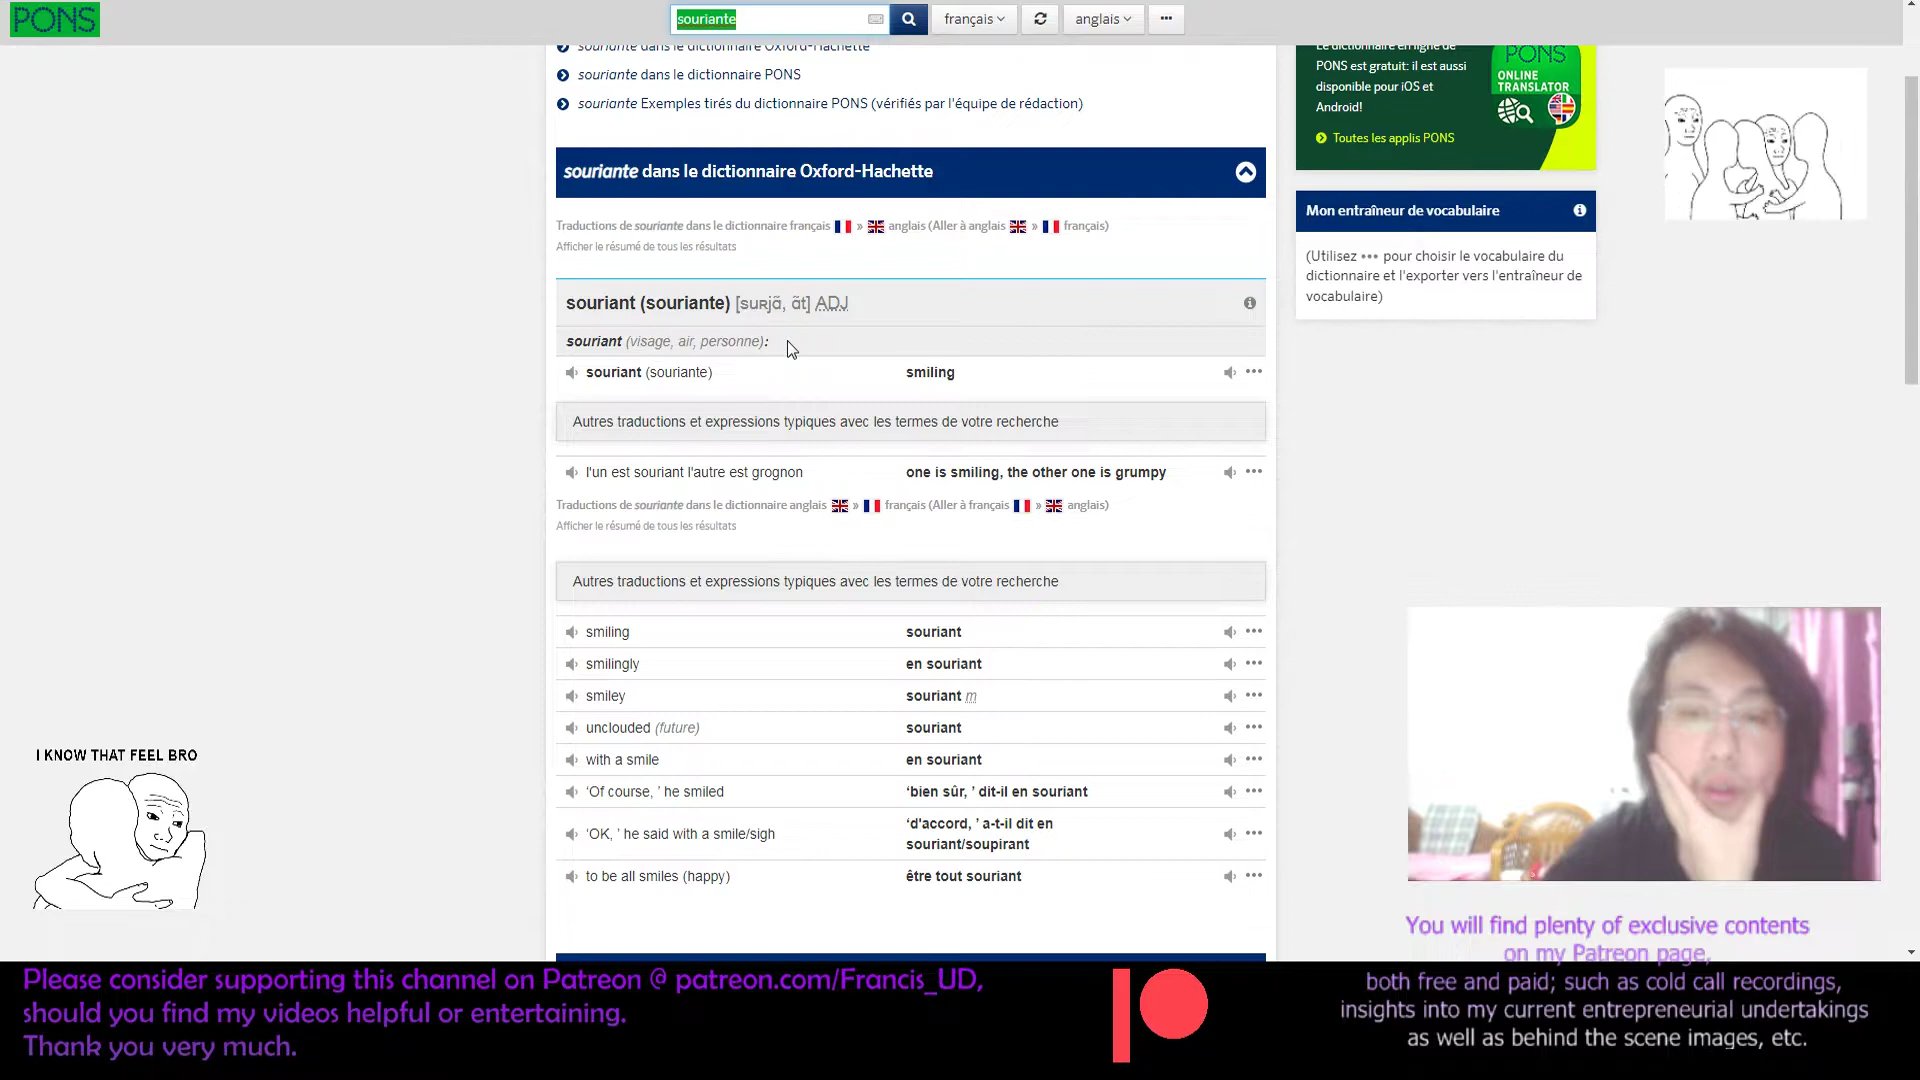 PONS
souriante
français
anglais
souriante dans le dictionnaire Oxford-Hachette
souriante dans le dictionnaire PONS
souriante Exemples tirés du dictionnaire PONS (vérifiés par l'équipe de rédaction)
souriante dans le dictionnaire Oxford-Hachette
Traductions de souriante dans le dictionnaire français » anglais (Aller à anglais » français)
Afficher le résumé de tous les résultats
souriant (souriante) [suʀjɑ̃, ɑ̃t] ADJ
souriant (visage, air, personne):
souriant (souriante) smiling
Autres traductions et expressions typiques avec les termes de votre recherche
l'un est souriant l'autre est grognon one is smiling, the other one is grumpy
Traductions de souriante dans le dictionnaire anglais » français (Aller à français » anglais)
Afficher le résumé de tous les résultats
Autres traductions et expressions typiques avec les termes de votre recherche
smiling souriant
smilingly en souriant
smiley souriant m
unclouded (future) souriant
with a smile en souriant
‘Of course, ’ he smiled ‘bien sûr, ’ dit-il en souriant
‘OK, ’ he said with a smile/sigh ‘d'accord, ’ a-t-il dit en
souriant/soupirant
to be all smiles (happy) être tout souriant
Le dictionnaire en ligne de
PONS est gratuit: il est aussi
disponible pour iOS et
Android!
Toutes les applis PONS
PONS
ONLINE
TRANSLATOR
Mon entraîneur de vocabulaire
(Utilisez ••• pour choisir le vocabulaire du
dictionnaire et l'exporter vers l'entraîneur de
vocabulaire)
I KNOW THAT FEEL BRO
You will find plenty of exclusive contents
on my Patreon page,
both free and paid; such as cold call recordings,
insights into my current entrepreneurial undertakings
as well as behind the scene images, etc.
Please consider supporting this channel on Patreon @ patreon.com/Francis_UD,
should you find my videos helpful or entertaining.
Thank you very much.